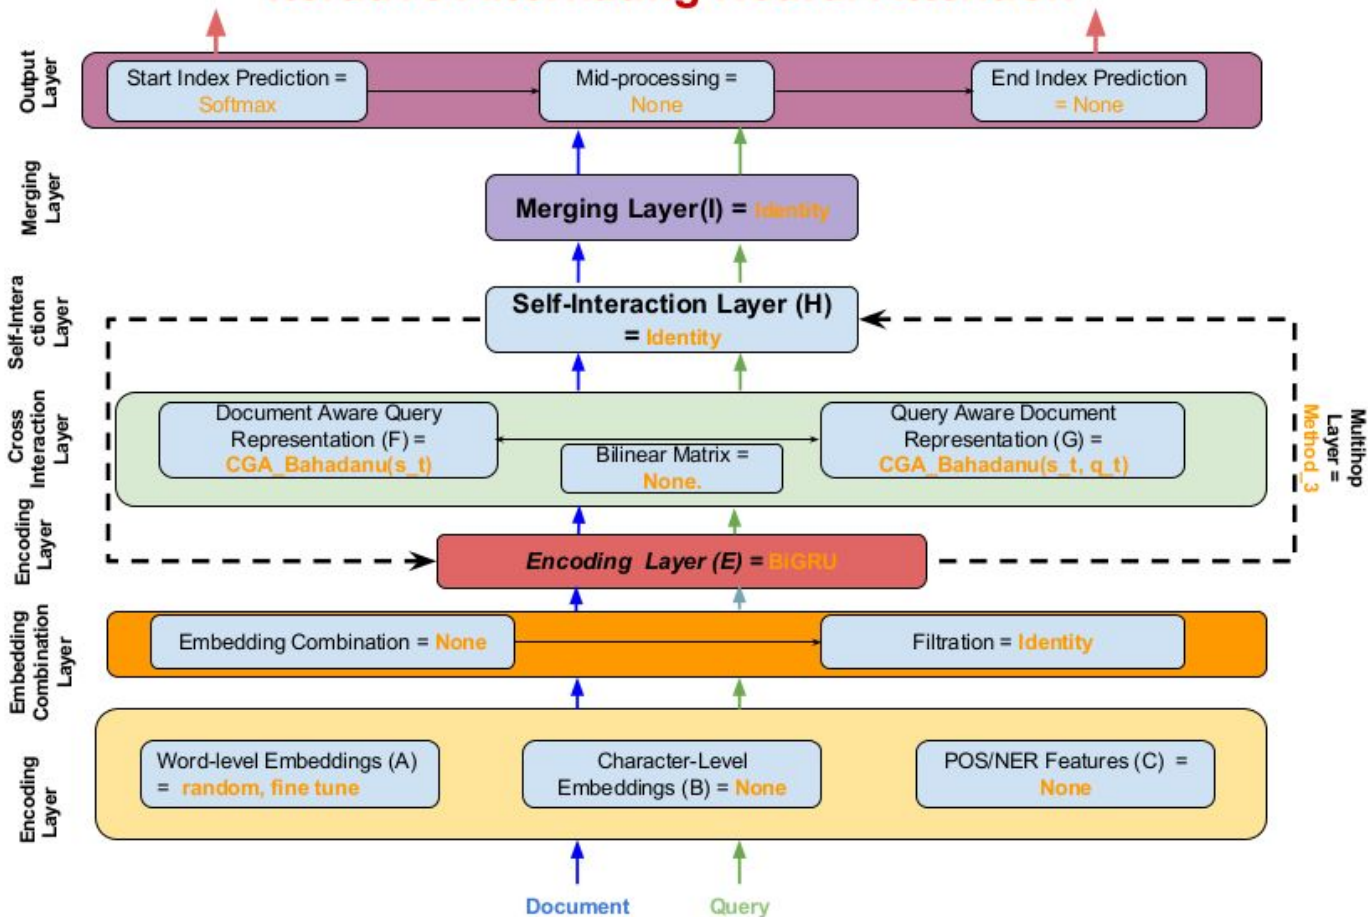 Output
Layer
Start Index Prediction =
Softmax
Mid-processing =
None
End Index Prediction
= None
Merging
Layer
Merging Layer(I) = Identity
Self-Intera
ction
Layer
Self-Interaction Layer (H)
= Identity
Cross
Interaction
Layer
Document Aware Query
Representation (F) =
CGA_Bahadanu(s_t)
Bilinear Matrix =
None.
Query Aware Document
Representation (G) =
CGA_Bahadanu(s_t, q_t)
Multihop
Layer =
Method_3
Encoding
Layer
Encoding Layer (E) = BiGRU
Embedding
Combination
Layer
Embedding Combination = None
Filtration = Identity
Encoding
Layer
Word-level Embeddings (A)
= random, fine tune
Character-Level
Embeddings (B) = None
POS/NER Features (C) =
None
Document
Query